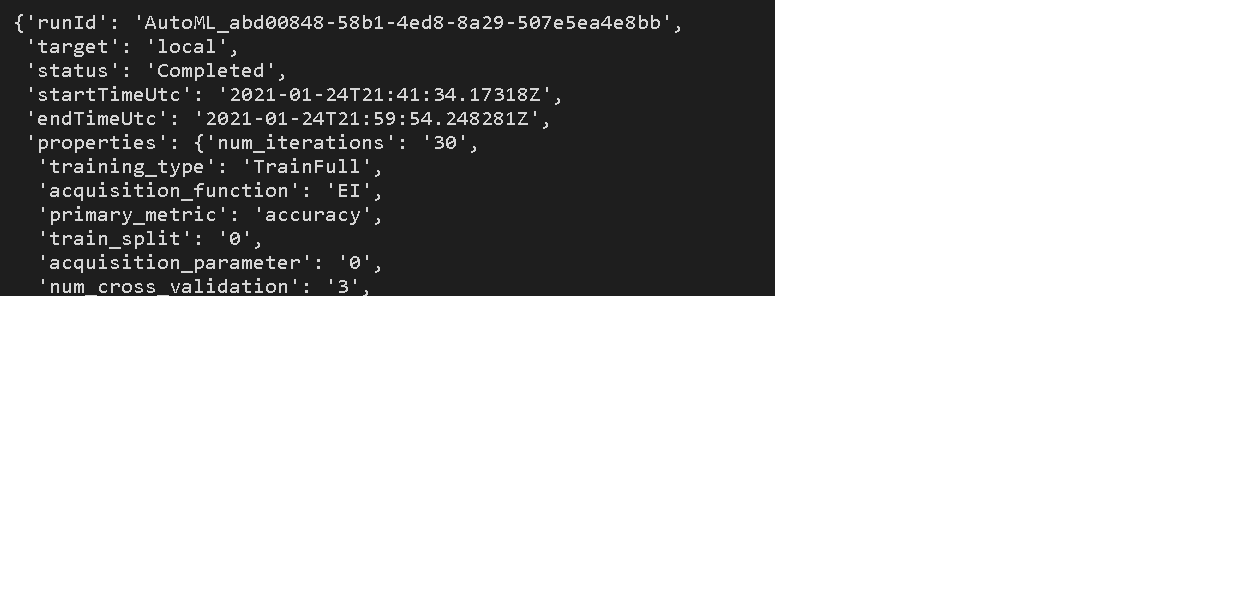 {'runId': 'AutoML_abd00848-58b1-4ed8-8a29-507e5ea4e8bb',
'target': 'local',
'status': 'Completed',
'startTimeUtc': '2021-01-24T21:41:34.17318Z',
'endTimeUtc': '2021-01-24T21:59:54.248281Z',
'properties': {'num_iterations': '30',
'training_type': 'TrainFull',
'acquisition_function': 'EI',
'primary_metric': 'accuracy',
'train_split': '0',
'acquisition_parameter': '0',
'num_cross_validation': '3',